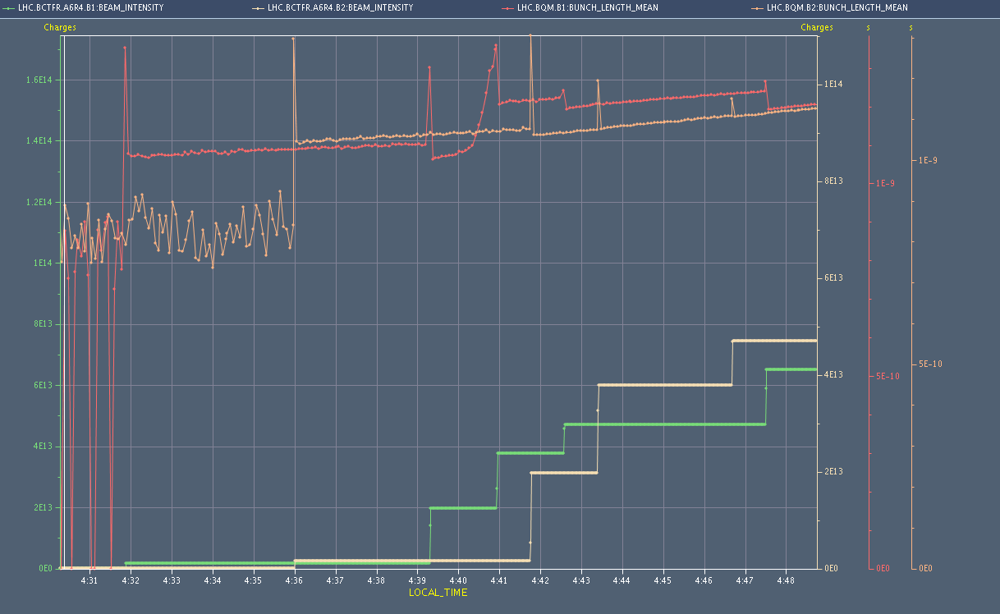 LHC.BCTFR.A6R4.B1:BEAM_INTENSITY LHC.BCTFR.A6R4.B2:BEAM_INTENSITY LHC.BQM.B1:BUNCH_LENGTH_MEAN LHC.BQM.B2:BUNCH_LENGTH_MEAN
Charges Charges s s
1.6E14 1E14
1.4E14
1E-9
8E13 1E-9
1.2E14
1E14
6E13
8E13
5E-10
4E13 5E-10
6E13
4E13
2E13
2E13
0E0 0E0 0E0 0E0
4:31 4:32 4:33 4:34 4:35 4:36 4:37 4:38 4:39 4:40 4:41 4:42 4:43 4:44 4:45 4:46 4:47 4:48
LOCAL_TIME